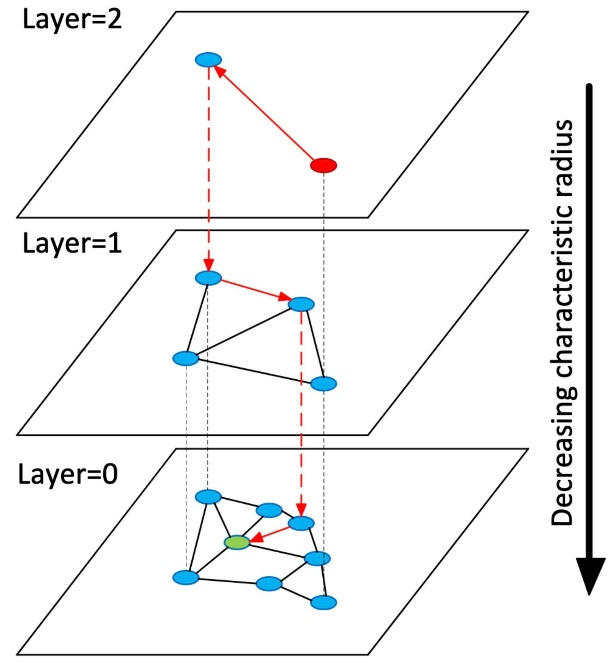 Layer=2
Layer=1
Layer=0
Decreasing characteristic radius